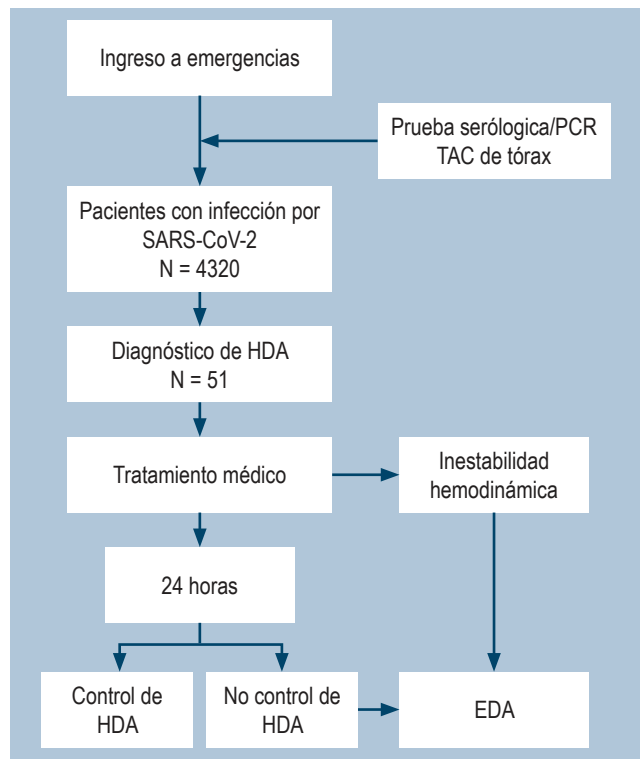 Ingreso a emergencias
Prueba serólogica/PCR
TAC de tórax
Pacientes con infección por
SARS-CoV-2
N = 4320
Diagnóstico de HDA
N = 51
Tratamiento médico
Inestabilidad
hemodinámica
24 horas
Control de
HDA
No control de
HDA
EDA